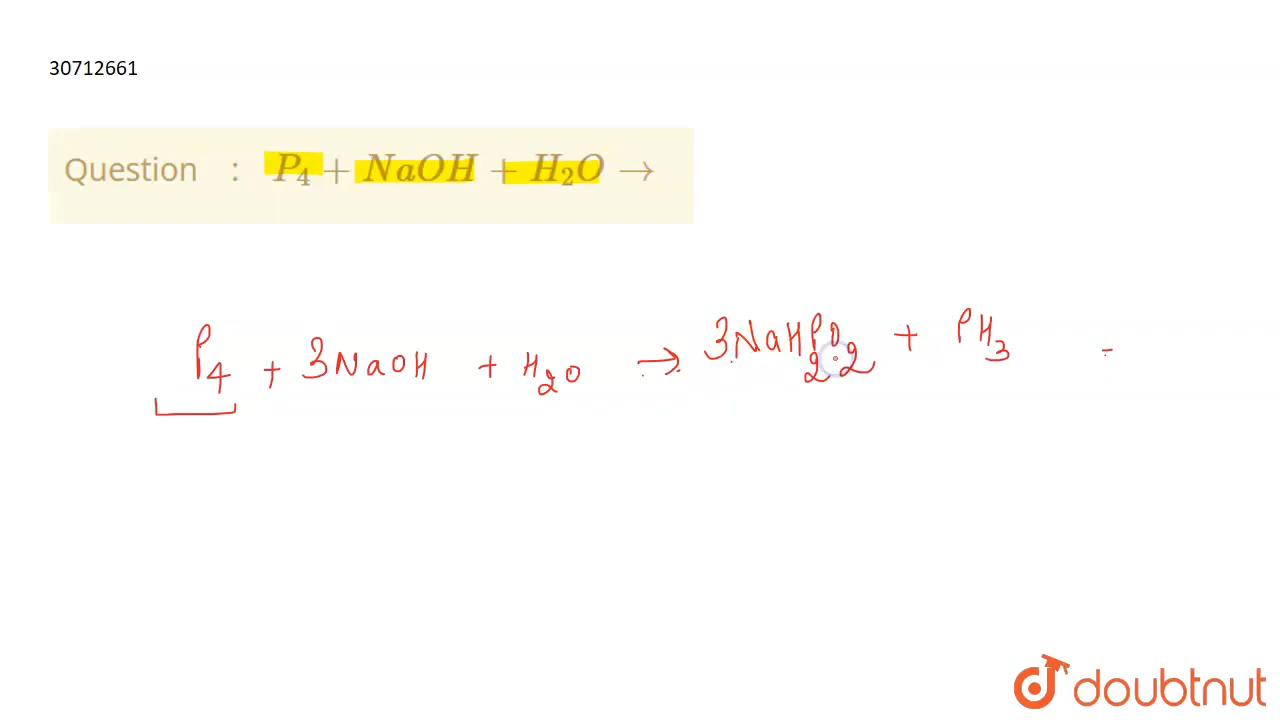 30712661
Question : P₄ + NaOH + H₂O →
P₄ + 3NaOH + H₂O → 3NaH₂PO₂ + PH₃
doubtnut